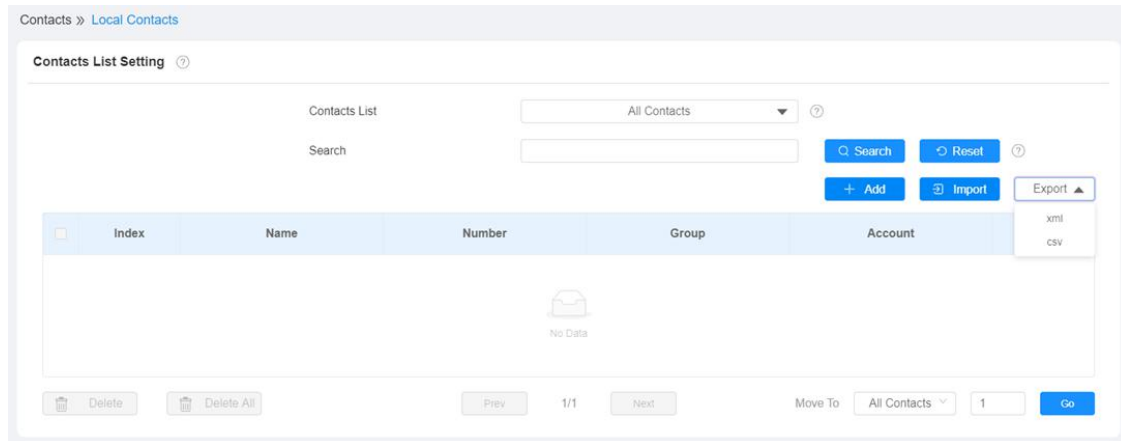 Contacts » Local Contacts
Contacts List Setting ?
Contacts List All Contacts ?
Search Search Reset ?
+ Add Import Export
xml
csv
Index Name Number Group Account
No Data
Delete Delete All Prev 1/1 Next Move To All Contacts 1 Go